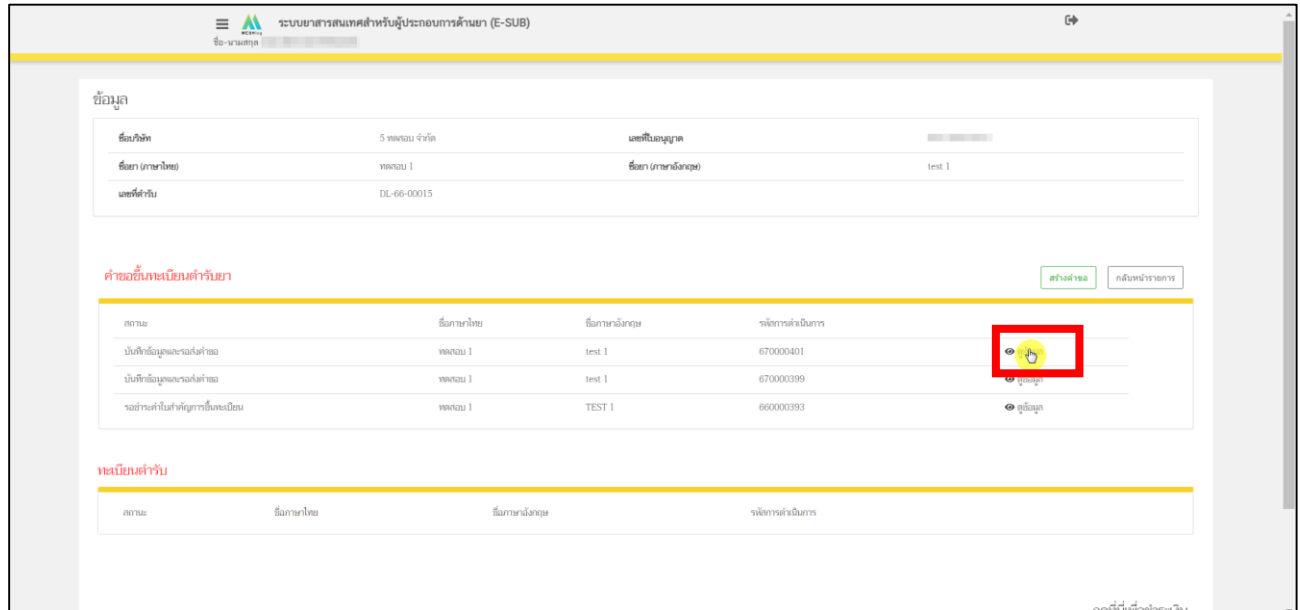 ระบบยาสารสนเทศสำหรับผู้ประกอบการด้านยา (E-SUB)
ชื่อ-นามสกุล
ข้อมูล
ชื่อบริษัท 5 ทดสอบ จำกัด เลขที่ใบอนุญาต
ชื่อยา (ภาษาไทย) ทดสอบ 1 ชื่อยา (ภาษาอังกฤษ) test 1
เลขที่ตำรับ DL-66-00015
คำขอขึ้นทะเบียนตำรับยา สร้างคำขอ กลับหน้ารายการ
สถานะ ชื่อภาษาไทย ชื่อภาษาอังกฤษ รหัสการดำเนินการ
บันทึกข้อมูลและรอส่งคำขอ ทดสอบ 1 test 1 670000401
บันทึกข้อมูลและรอส่งคำขอ ทดสอบ 1 test 1 670000399 ดูข้อมูล
รอชำระค่าใบสำคัญการขึ้นทะเบียน ทดสอบ 1 TEST 1 660000393 ดูข้อมูล
ทะเบียนตำรับ
สถานะ ชื่อภาษาไทย ชื่อภาษาอังกฤษ รหัสการดำเนินการ